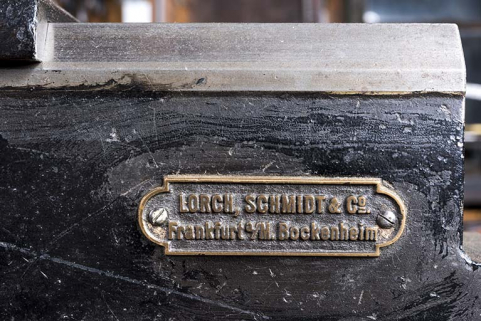 LORCH, SCHMIDT & Co.
Frankfurt a/M. Bockenheim